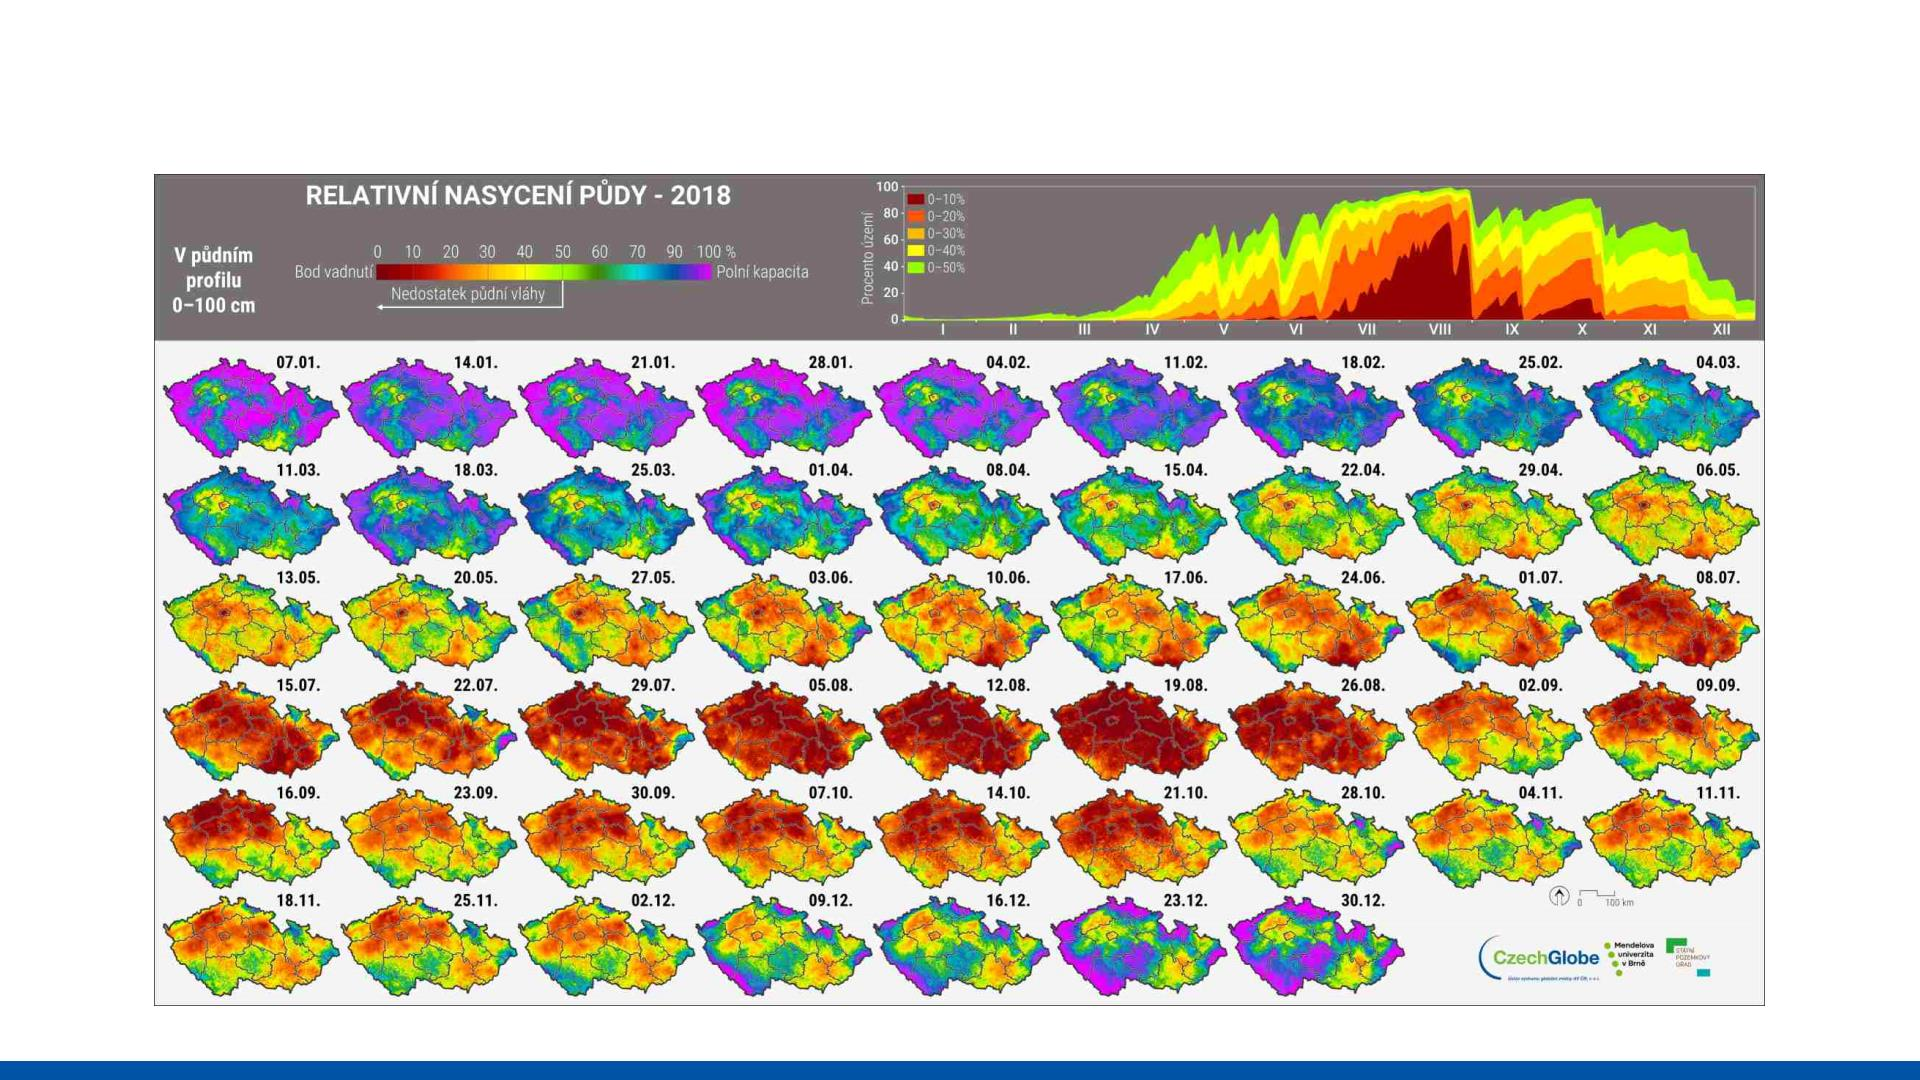 RELATIVNÍ NASYCENÍ PŮDY - 2018
V půdním
profilu
0–100 cm
0 10 20 30 40 50 60 70 80 90 100 %
Bod vadnutí
Polní kapacita
Nedostatek půdní vláhy
Procento území
100
80
60
40
20
0
0–10%
0–20%
0–30%
0–40%
0–50%
I II III IV V VI VII VIII IX X XI XII
07.01. 14.01. 21.01. 28.01. 04.02. 11.02. 18.02. 25.02. 04.03.
11.03. 18.03. 25.03. 01.04. 08.04. 15.04. 22.04. 29.04. 06.05.
13.05. 20.05. 27.05. 03.06. 10.06. 17.06. 24.06. 01.07. 08.07.
15.07. 22.07. 29.07. 05.08. 12.08. 19.08. 26.08. 02.09. 09.09.
16.09. 23.09. 30.09. 07.10. 14.10. 21.10. 28.10. 04.11. 11.11.
18.11. 25.11. 02.12. 09.12. 16.12. 23.12. 30.12.
0 100 km
CzechGlobe
Mendelova
univerzita
v Brně
STÁTNÍ
POZEMKOVÝ
ÚŘAD